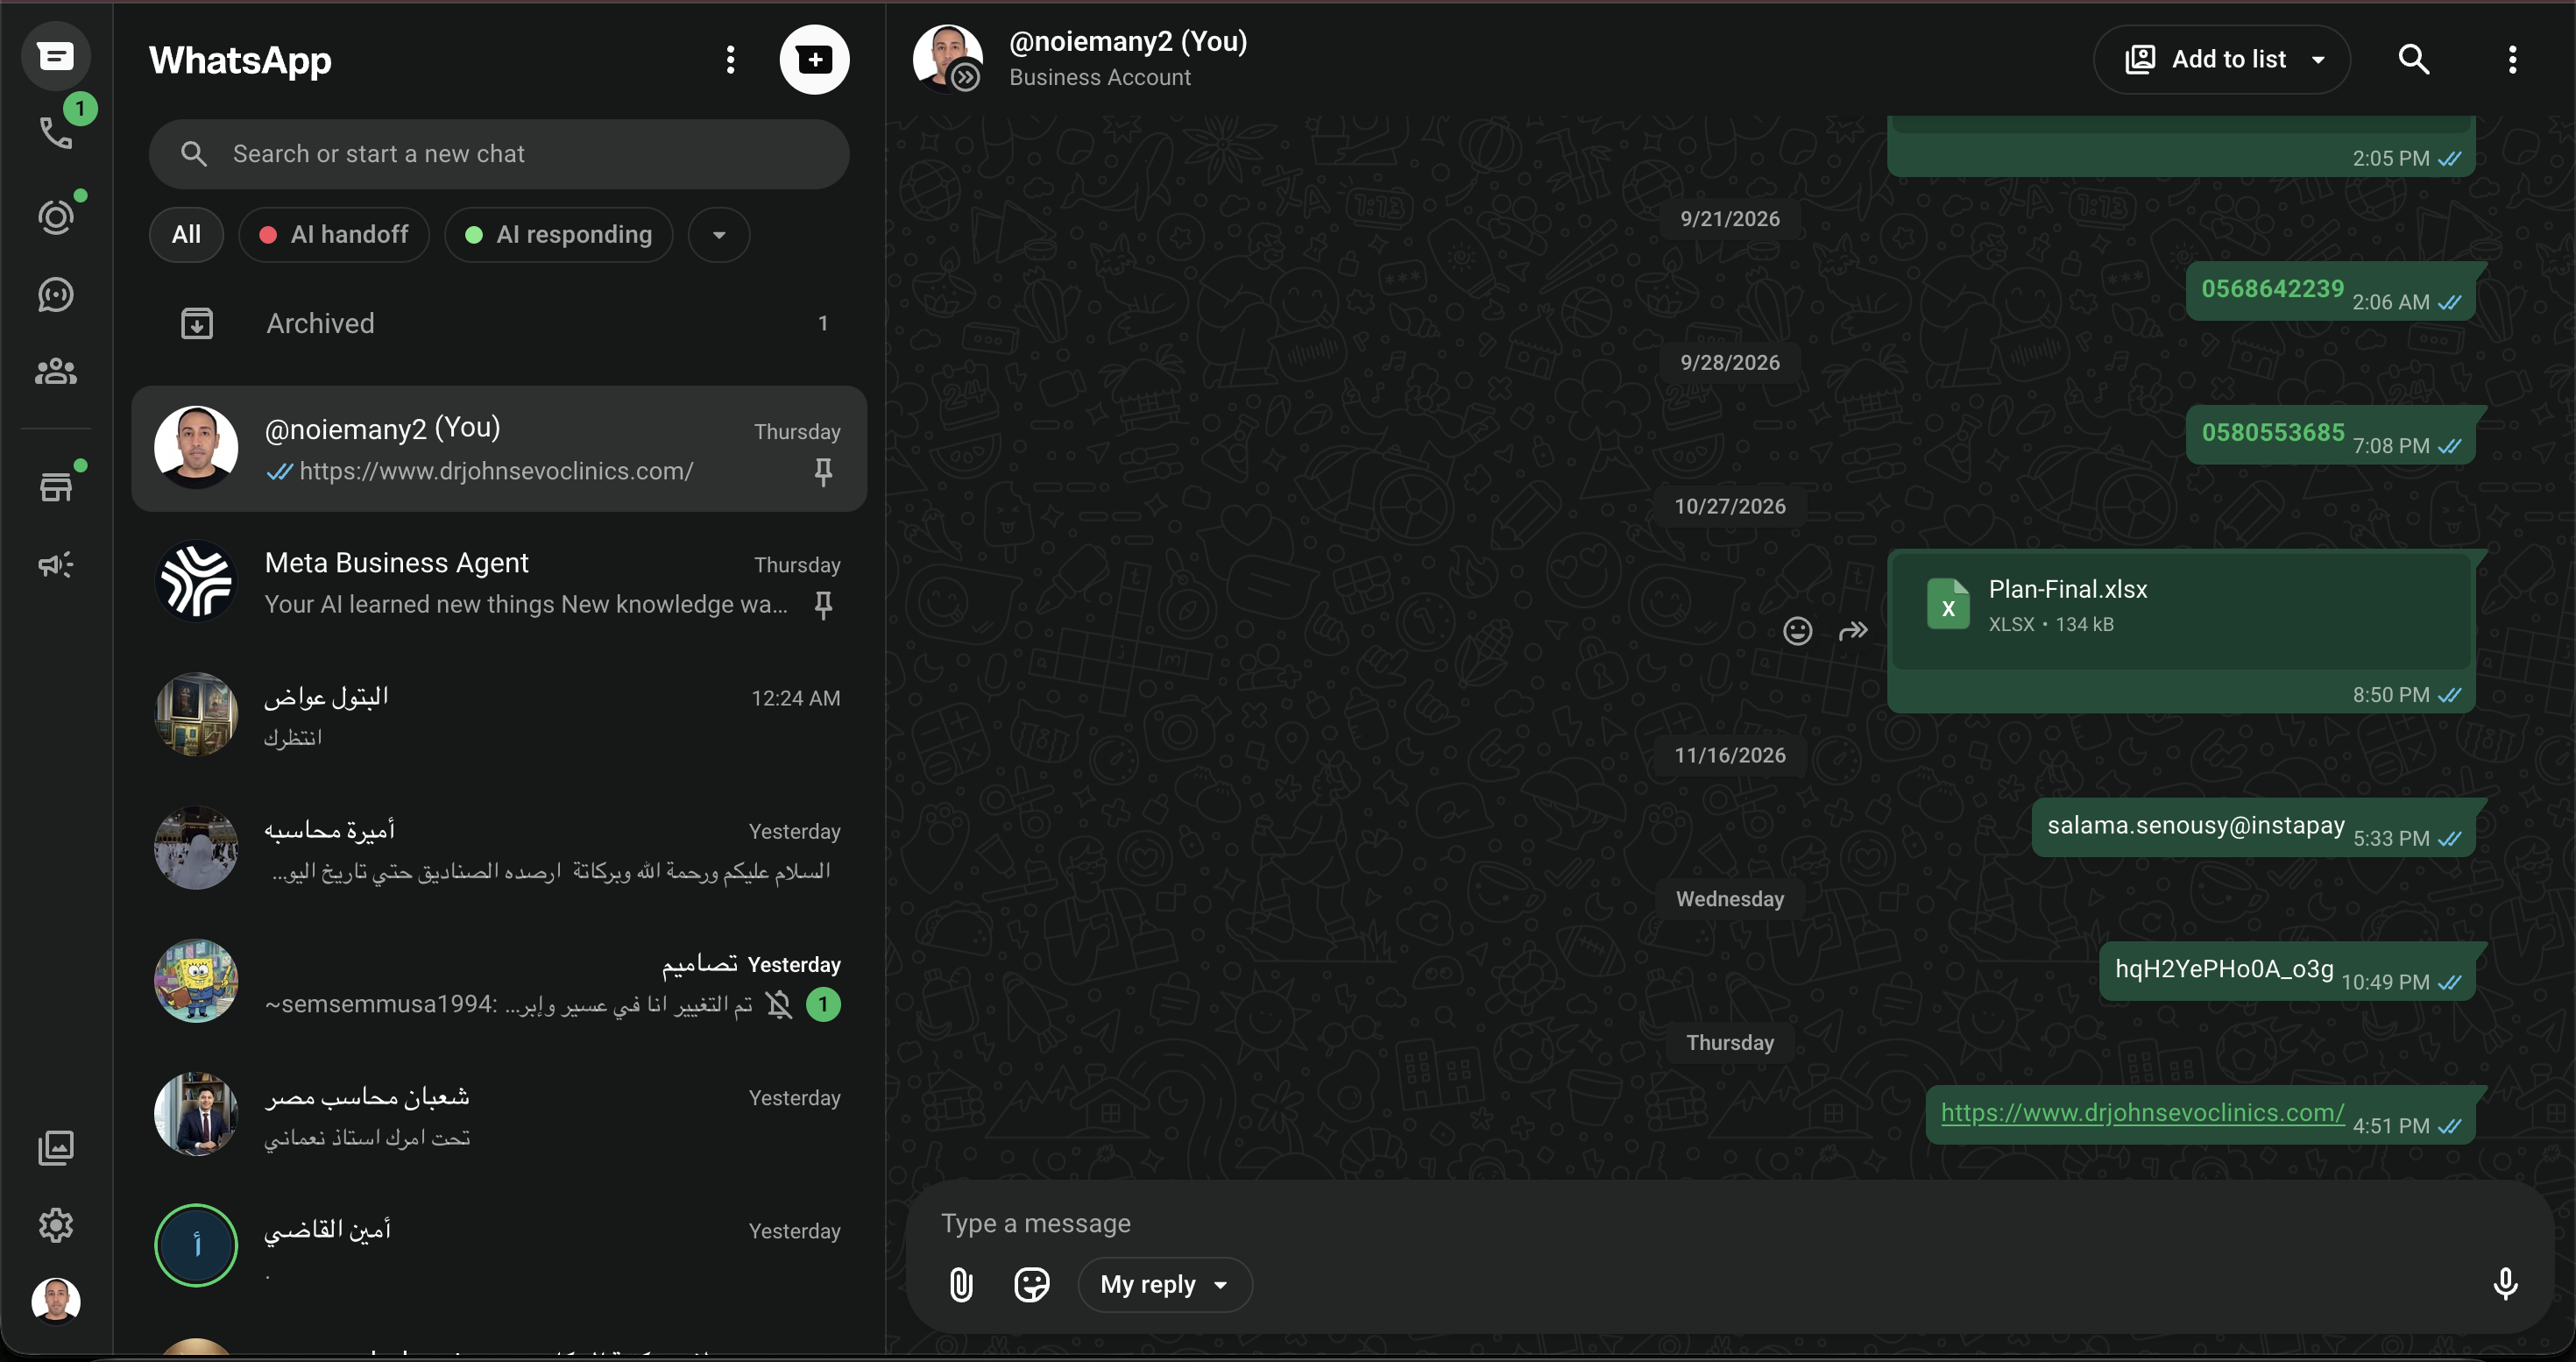 WhatsApp
1
Search or start a new chat
All
AI handoff
AI responding
Archived
1
@noiemany2 (You)
Thursday
https://www.drjohnsevoclinics.com/
Meta Business Agent
Thursday
Your AI learned new things New knowledge wa...
البتول عواض
12:24 AM
انتظرك
أميرة محاسبه
Yesterday
السلام عليكم ورحمة الله وبركاتة ارصده الصناديق حتي تاريخ اليو...
تصاميم
Yesterday
~semsemmusa1994: تم التغيير انا في عسير وإبر...
1
شعبان محاسب مصر
Yesterday
تحت امرك استاذ نعماني
أمين القاضي
Yesterday
.
أ
@noiemany2 (You)
Business Account
Add to list
2:05 PM
9/21/2026
0568642239
2:06 AM
9/28/2026
0580553685
7:08 PM
10/27/2026
X
Plan-Final.xlsx
XLSX • 134 kB
8:50 PM
11/16/2026
salama.senousy@instapay
5:33 PM
Wednesday
hqH2YePHo0A_o3g
10:49 PM
Thursday
https://www.drjohnsevoclinics.com/
4:51 PM
Type a message
My reply